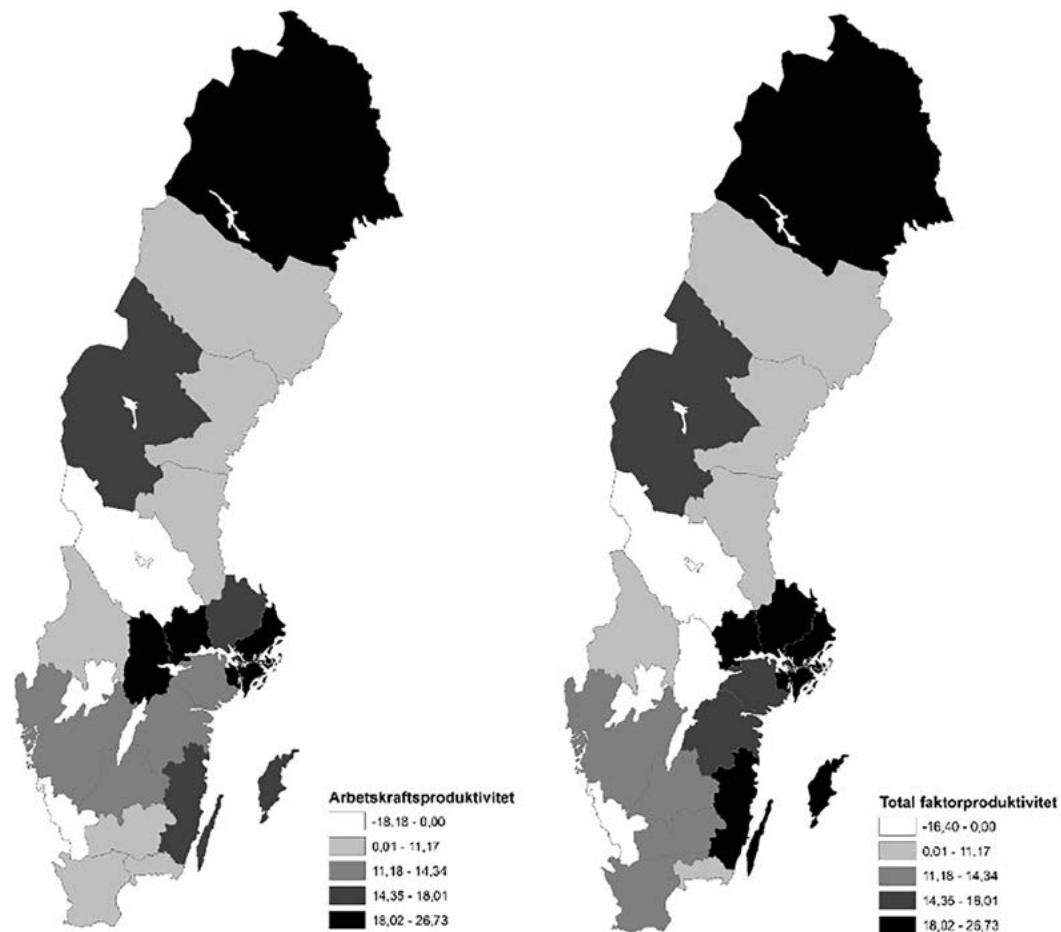 Arbetskraftsproduktivitet
-18,18 - 0,00
0,01 - 11,17
11,18 - 14,34
14,35 - 18,01
18,02 - 26,73
Total faktorproduktivitet
-16,40 - 0,00
0,01 - 11,17
11,18 - 14,34
14,35 - 18,01
18,02 - 26,73